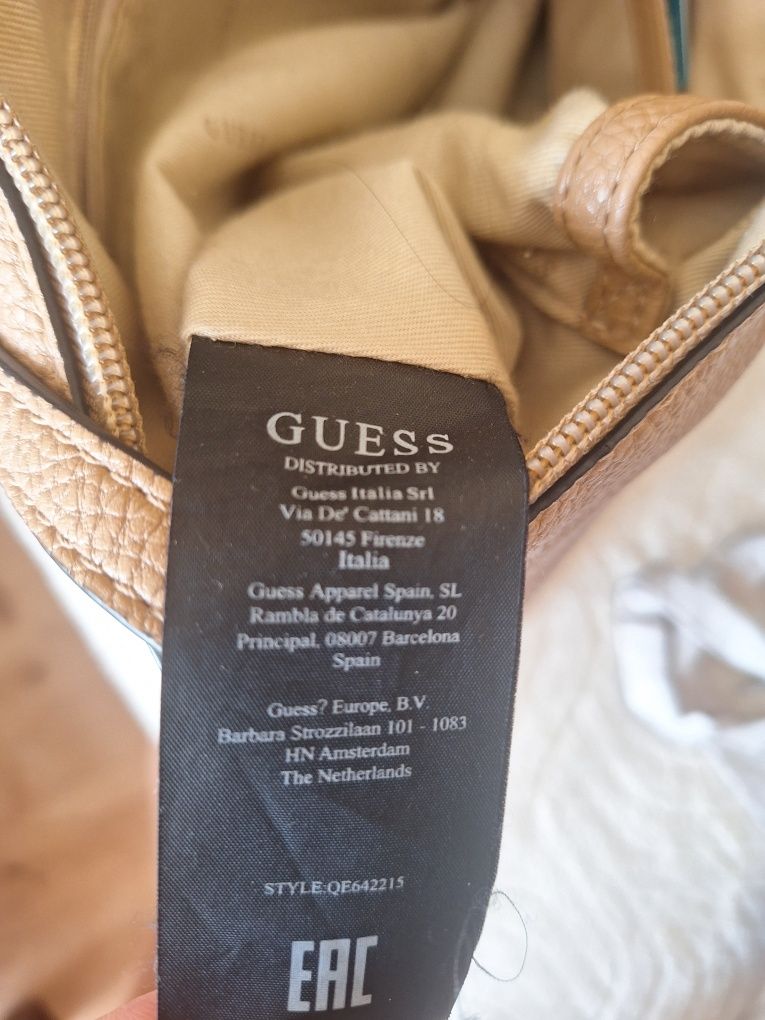 GUESS
GUESS
DISTRIBUTED BY
Guess Italia Srl
Via De' Cattani 18
50145 Firenze
Italia
Guess Apparel Spain, SL
Rambla de Catalunya 20
Principal, 08007 Barcelona
Spain
Guess? Europe, B.V.
Barbara Strozzilaan 101 - 1083
HN Amsterdam
The Netherlands
STYLE:QE642215
EAC